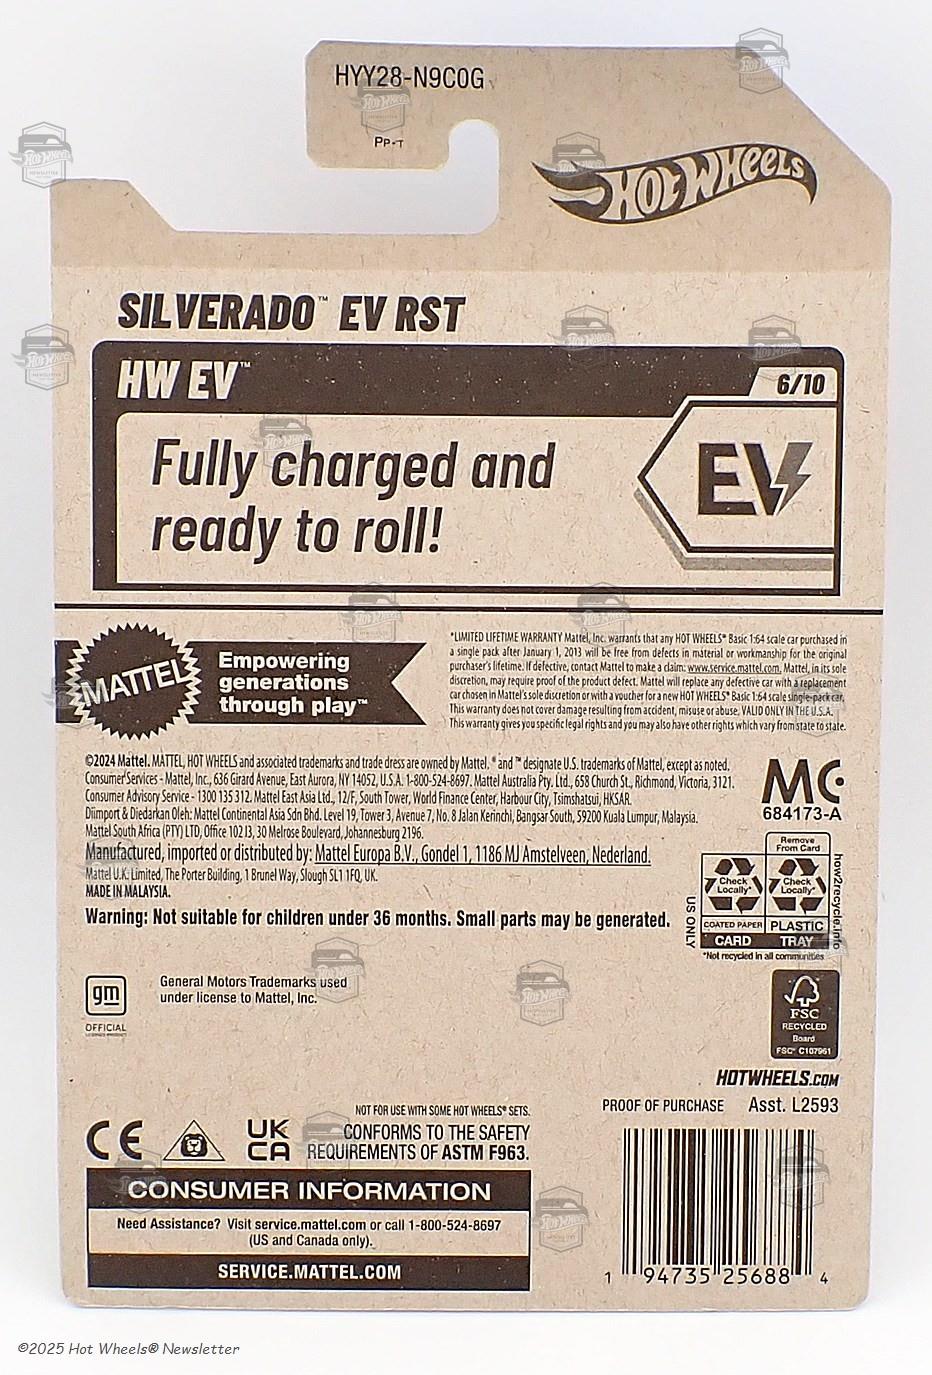 HYY28-N9C0G
PP-T
HOT WHEELS
SILVERADO™ EV RST
HW EV™
6/10
Fully charged and
ready to roll!
EV
MATTEL
Empowering
generations
through play™
*LIMITED LIFETIME WARRANTY Mattel, Inc. warrants that any HOT WHEELS® Basic 1:64 scale car purchased in
a single pack after January 1, 2013 will be free from defects in material or workmanship for the original
purchaser's lifetime. If defective, contact Mattel to make a claim: www.service.mattel.com. Mattel, in its sole
discretion, may require proof of the product defect. Mattel will replace any defective car with a replacement
car chosen in Mattel's sole discretion or with a voucher for a new HOT WHEELS® Basic 1:64 scale single-pack car.
This warranty does not cover damage resulting from accident, misuse or abuse. VALID ONLY IN THE U.S.A.
This warranty gives you specific legal rights and you may also have other rights which vary from state to state.
©2024 Mattel. MATTEL, HOT WHEELS and associated trademarks and trade dress are owned by Mattel. ® and ™ designate U.S. trademarks of Mattel, except as noted.
Consumer Services - Mattel, Inc., 636 Girard Avenue, East Aurora, NY 14052, U.S.A. 1-800-524-8697. Mattel Australia Pty. Ltd., 658 Church St., Richmond, Victoria, 3121.
Consumer Advisory Service - 1300 135 312. Mattel East Asia Ltd., 12/F, South Tower, World Finance Center, Harbour City, Tsimshatsui, HKSAR.
Diimport & Diedarkan Oleh: Mattel Continental Asia Sdn Bhd. Level 19, Tower 3, Avenue 7, No. 8 Jalan Kerinchi, Bangsar South, 59200 Kuala Lumpur, Malaysia.
Mattel South Africa (PTY) LTD, Office 102 I3, 30 Melrose Boulevard, Johannesburg 2196.
Manufactured, imported or distributed by: Mattel Europa B.V., Gondel 1, 1186 MJ Amstelveen, Nederland.
Mattel U.K. Limited, The Porter Building, 1 Brunel Way, Slough SL1 1FQ, UK.
MADE IN MALAYSIA.
Warning: Not suitable for children under 36 months. Small parts may be generated.
MC
684173-A
Remove
From Card
Check
Locally*
Check
Locally*
COATED PAPER
PLASTIC
CARD
TRAY
US ONLY
how2recycle.info
*Not recycled in all communities
gm
OFFICIAL
LICENSED PRODUCT
General Motors Trademarks used
under license to Mattel, Inc.
FSC
RECYCLED
Board
FSC® C107961
HOTWHEELS.COM
PROOF OF PURCHASE Asst. L2593
NOT FOR USE WITH SOME HOT WHEELS® SETS.
CE
UK
CA
CONFORMS TO THE SAFETY
REQUIREMENTS OF ASTM F963.
CONSUMER INFORMATION
Need Assistance? Visit service.mattel.com or call 1-800-524-8697
(US and Canada only).
SERVICE.MATTEL.COM
1 94735 25688 4
©2025 Hot Wheels® Newsletter